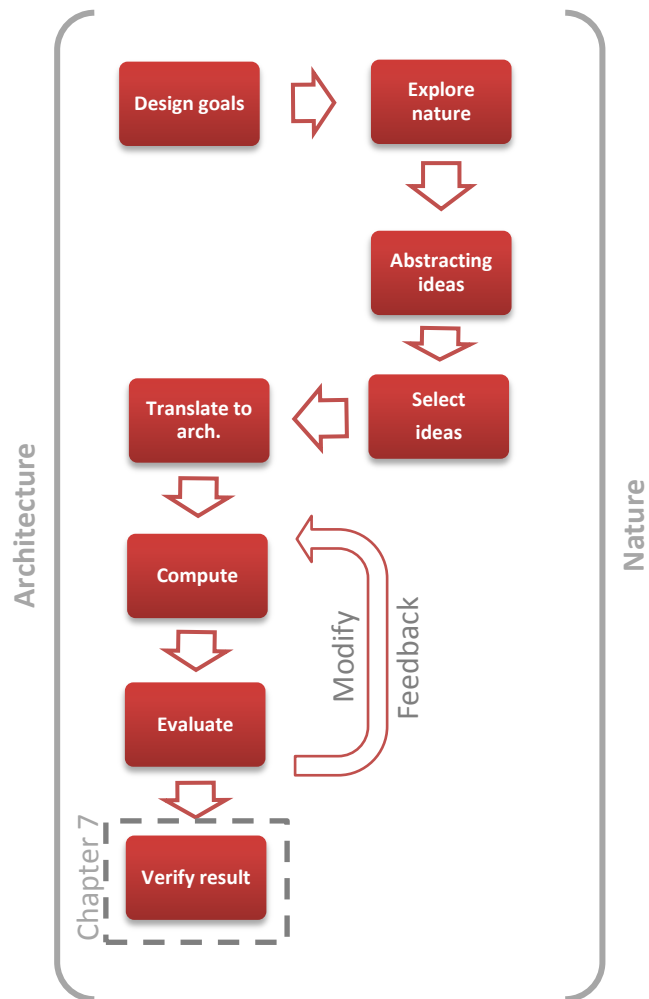 Design goals
Explore
nature
Abstracting
ideas
Select
ideas
Translate to
arch.
Architecture
Nature
Compute
Modify
Feedback
Evaluate
Chapter 7
Verify result